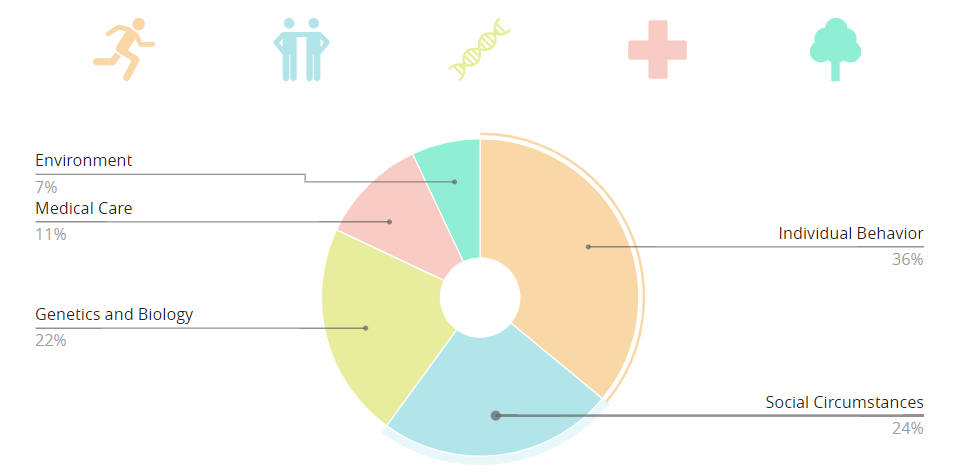 Environment
7%
Medical Care
11%
Genetics and Biology
22%
Individual Behavior
36%
Social Circumstances
24%